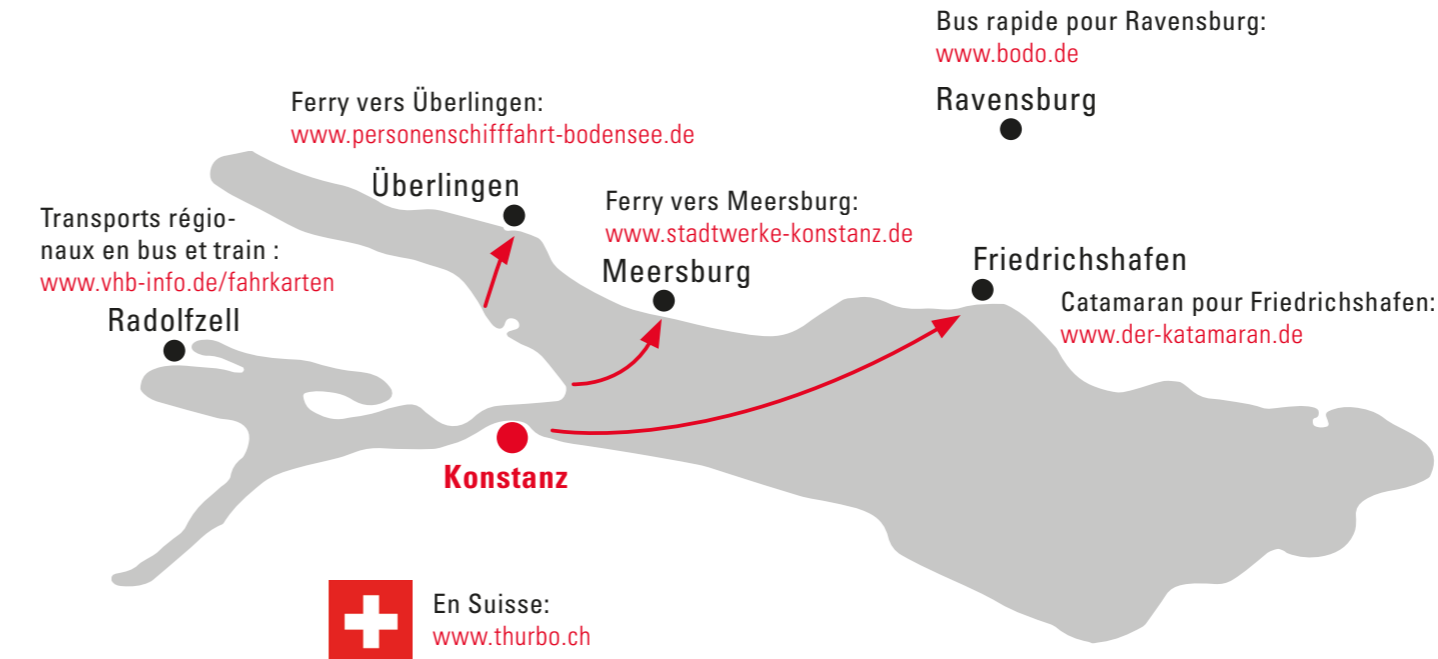 Bus rapide pour Ravensburg:
www.bodo.de
Ravensburg
Ferry vers Überlingen:
www.personenschifffahrt-bodensee.de
Überlingen
Ferry vers Meersburg:
www.stadtwerke-konstanz.de
Meersburg
Transports régio-
naux en bus et train :
www.vhb-info.de/fahrkarten
Radolfzell
Friedrichshafen
Catamaran pour Friedrichshafen:
www.der-katamaran.de
Konstanz
En Suisse:
www.thurbo.ch